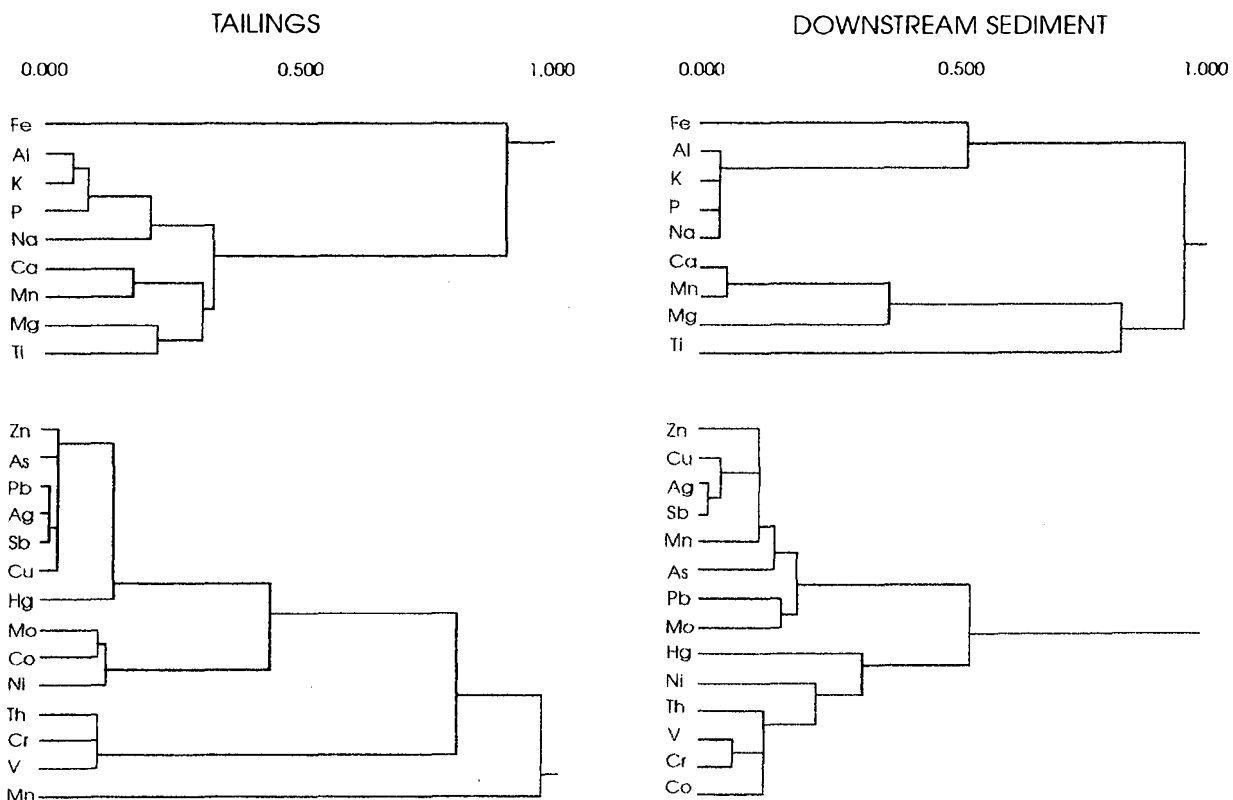 TAILINGS
0.000 0.500 1.000
Fe
Al
K
P
Na
Ca
Mn
Mg
Ti
Zn
As
Pb
Ag
Sb
Cu
Hg
Mo
Co
Ni
Th
Cr
V
Mn
DOWNSTREAM SEDIMENT
0.000 0.500 1.000
Fe
Al
K
P
Na
Ca
Mn
Mg
Ti
Zn
Cu
Ag
Sb
Mn
As
Pb
Mo
Hg
Ni
Th
V
Cr
Co